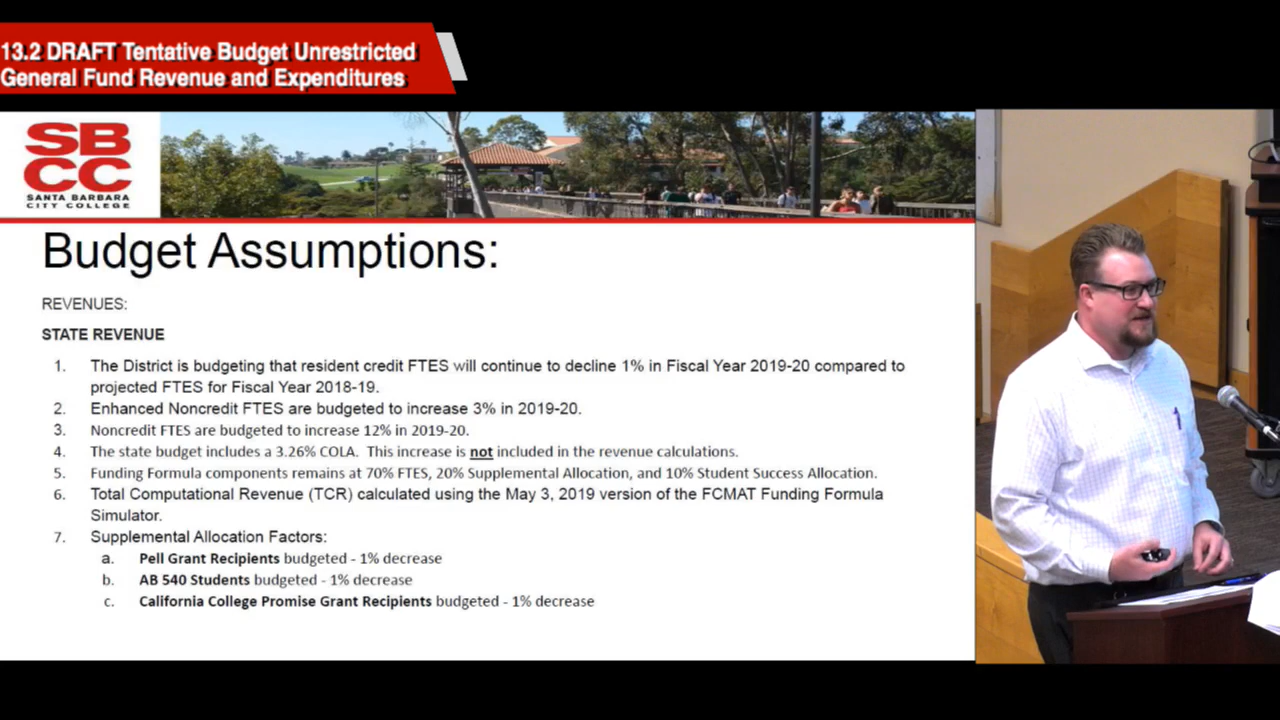 13.2 DRAFT Tentative Budget Unrestricted
General Fund Revenue and Expenditures
SB
CC
SANTA BARBARA
CITY COLLEGE
Budget Assumptions:
REVENUES:
STATE REVENUE
1. The District is budgeting that resident credit FTES will continue to decline 1% in Fiscal Year 2019-20 compared to
projected FTES for Fiscal Year 2018-19.
2. Enhanced Noncredit FTES are budgeted to increase 3% in 2019-20.
3. Noncredit FTES are budgeted to increase 12% in 2019-20.
4. The state budget includes a 3.26% COLA. This increase is not included in the revenue calculations.
5. Funding Formula components remains at 70% FTES, 20% Supplemental Allocation, and 10% Student Success Allocation.
6. Total Computational Revenue (TCR) calculated using the May 3, 2019 version of the FCMAT Funding Formula
Simulator.
7. Supplemental Allocation Factors:
a. Pell Grant Recipients budgeted - 1% decrease
b. AB 540 Students budgeted - 1% decrease
c. California College Promise Grant Recipients budgeted - 1% decrease